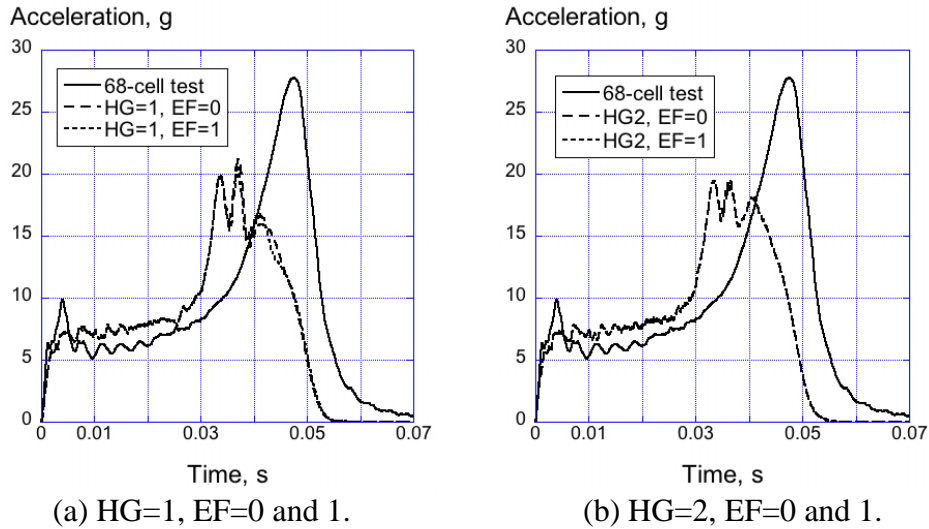 Acceleration, g
30
25
20
15
10
5
0
68-cell test
HG=1, EF=0
HG=1, EF=1
0 0.01 0.03 0.05 0.07
Time, s
(a) HG=1, EF=0 and 1.
Acceleration, g
30
25
20
15
10
5
0
68-cell test
HG2, EF=0
HG2, EF=1
0 0.01 0.03 0.05 0.07
Time, s
(b) HG=2, EF=0 and 1.